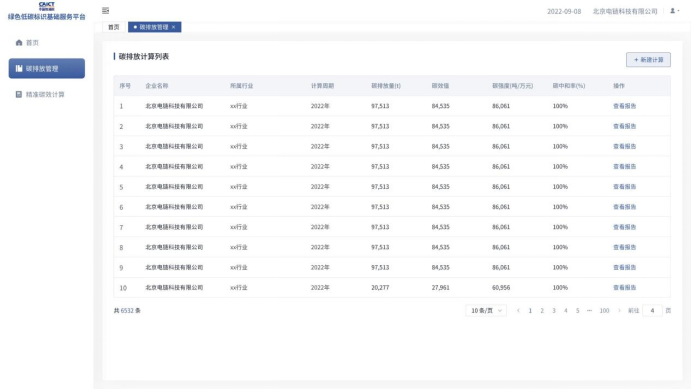 CAICT
中国信通院
绿色低碳标识基础服务平台
首页
碳排放管理
精准碳效计算
2022-09-08 北京电链科技有限公司
首页 碳排放管理 ×
碳排放计算列表
+ 新建计算
序号 企业名称 所属行业 计算周期 碳排放量(t) 碳效值 碳强度(吨/万元) 碳中和率(%) 操作
1 北京电链科技有限公司 xx行业 2022年 97,513 84,535 86,061 100% 查看报告
2 北京电链科技有限公司 xx行业 2022年 97,513 84,535 86,061 100% 查看报告
3 北京电链科技有限公司 xx行业 2022年 97,513 84,535 86,061 100% 查看报告
4 北京电链科技有限公司 xx行业 2022年 97,513 84,535 86,061 100% 查看报告
5 北京电链科技有限公司 xx行业 2022年 97,513 84,535 86,061 100% 查看报告
6 北京电链科技有限公司 xx行业 2022年 97,513 84,535 86,061 100% 查看报告
7 北京电链科技有限公司 xx行业 2022年 97,513 84,535 86,061 100% 查看报告
8 北京电链科技有限公司 xx行业 2022年 97,513 84,535 86,061 100% 查看报告
9 北京电链科技有限公司 xx行业 2022年 97,513 84,535 86,061 100% 查看报告
10 北京电链科技有限公司 xx行业 2022年 20,277 27,961 60,956 100% 查看报告
共 6532 条
10 条/页 < 1 2 3 4 5 ··· 100 > 前往 4 页